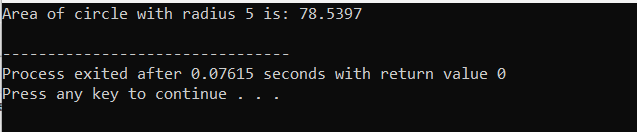 Area of circle with radius 5 is: 78.5397
--------------------------------
Process exited after 0.07615 seconds with return value 0
Press any key to continue . . .